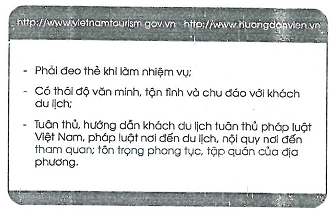 http://www.vietnamtourism.gov.vn - http://www.huongdanvien.vn
- Phải đeo thẻ khi làm nhiệm vụ;
- Có thái độ văn minh, tận tình và chu đáo với khách
du lịch;
- Tuân thủ, hướng dẫn khách du lịch tuân thủ pháp luật
Việt Nam, pháp luật nơi đến du lịch, nội quy nơi đến
tham quan; tôn trọng phong tục, tập quán của địa
phương.